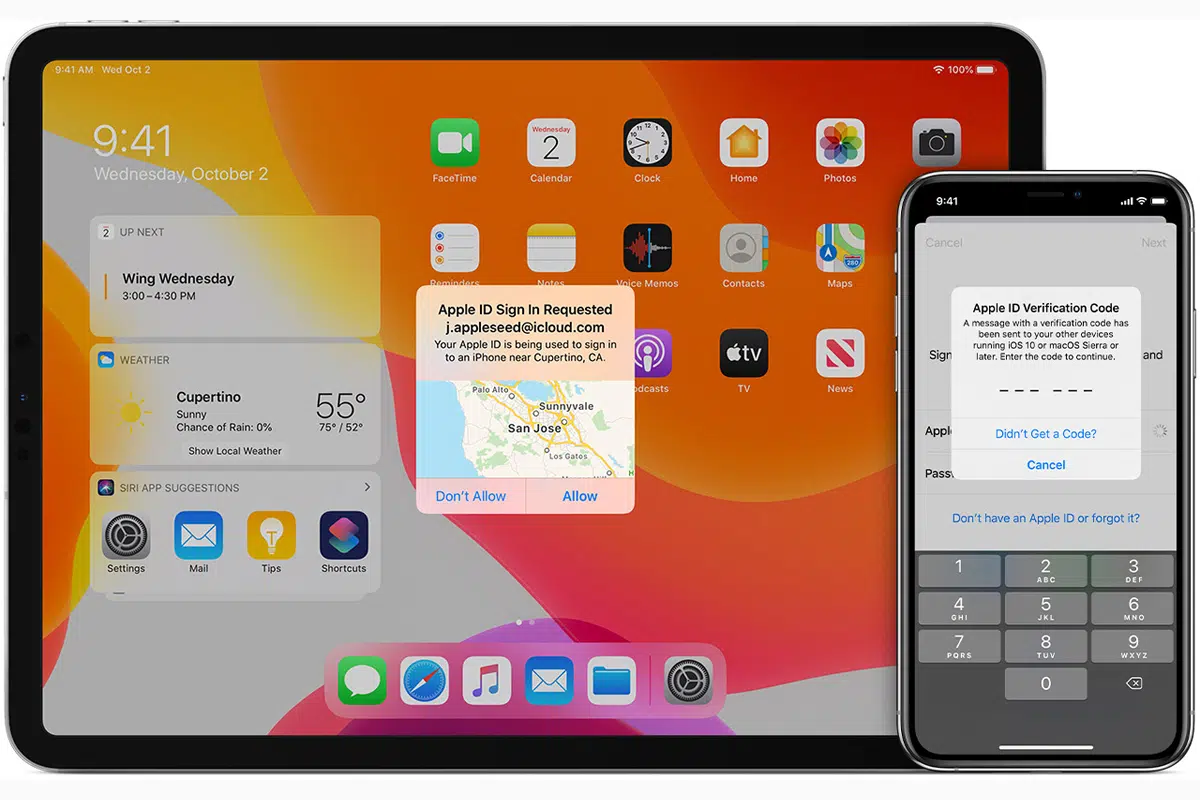 9:41 AM Wed Oct 2
100%
9:41
Wednesday, October 2
2 UP NEXT
Wing Wednesday
3:00 – 4:30 PM
WEATHER
Cupertino
Sunny
Chance of Rain: 0%
55°
75° / 52°
Show Local Weather
SIRI APP SUGGESTIONS
Settings
Mail
Tips
Shortcuts
Wednesday
2
FaceTime
Calendar
Clock
Home
Photos
280
Reminders
Notes
Voice Memos
Contacts
Maps
tv
TV
News
Apple ID Sign In Requested
j.appleseed@icloud.com
Your Apple ID is being used to sign in
to an iPhone near Cupertino, CA.
Palo Alto
Sunnyvale
San Jose
Los Gatos
Don't Allow
Allow
9:41
Cancel
Next
Apple ID Verification Code
A message with a verification code has
been sent to your other devices
running iOS 10 or macOS Sierra or
later. Enter the code to continue.
Didn't Get a Code?
Cancel
and
Don't have an Apple ID or forgot it?
1
2
ABC
3
DEF
4
GHI
5
JKL
6
MNO
7
PQRS
8
TUV
9
WXYZ
0